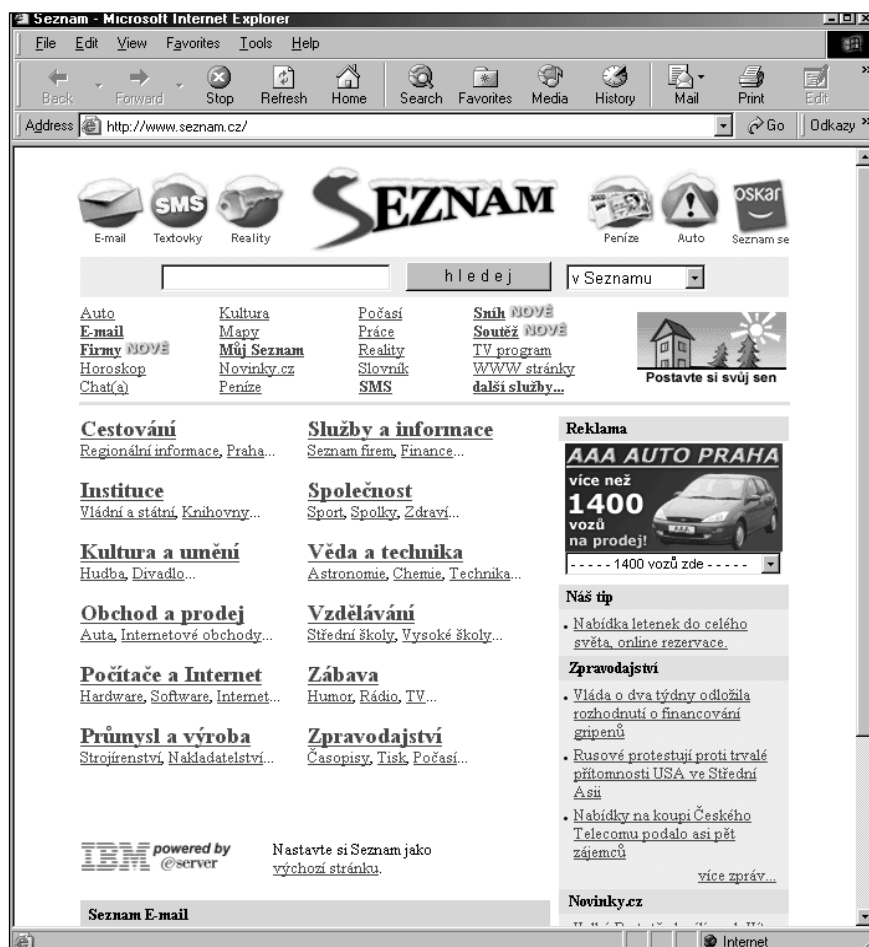 Seznam - Microsoft Internet Explorer
File Edit View Favorites Tools Help
Back Forward Stop Refresh Home Search Favorites Media History Mail Print Edit »
Address http://www.seznam.cz/ Go Odkazy »
SMS SEZNAM 2000 OSKAR
E-mail Textovky Reality Peníze Auto Seznam se
hledej v Seznamu
Auto Kultura Počasí Sníh NOVÉ
E-mail Mapy Práce Soutěž NOVÉ
Firmy NOVÉ Můj Seznam Reality TV program
Horoskop Novinky.cz Slovník WWW stránky
Chat(a) Peníze SMS další služby...
Postavte si svůj sen
Cestování
Regionální informace, Praha...
Služby a informace
Seznam firem, Finance...
Instituce
Vládní a státní, Knihovny...
Společnost
Sport, Spolky, Zdraví...
Kultura a umění
Hudba, Divadlo...
Věda a technika
Astronomie, Chemie, Technika...
Obchod a prodej
Auta, Internetové obchody...
Vzdělávání
Střední školy, Vysoké školy...
Počítače a Internet
Hardware, Software, Internet...
Zábava
Humor, Rádio, TV...
Průmysl a výroba
Strojírenství, Nakladatelství...
Zpravodajství
Časopisy, Tisk, Počasí...
Reklama
AAA AUTO PRAHA
více než
1400
vozů
na prodej!
AAA
- - - - - 1400 vozů zde - - - - -
Náš tip
• Nabídka letenek do celého
světa, online rezervace.
Zpravodajství
• Vláda o dva týdny odložila
rozhodnutí o financování
gripenů
• Rusové protestují proti trvalé
přítomnosti USA ve Střední
Asii
• Nabídky na koupi Českého
Telecomu podalo asi pět
zájemců
více zpráv...
Novinky.cz
IBM powered by
eserver
Nastavte si Seznam jako
výchozí stránku.
Seznam E-mail
Internet